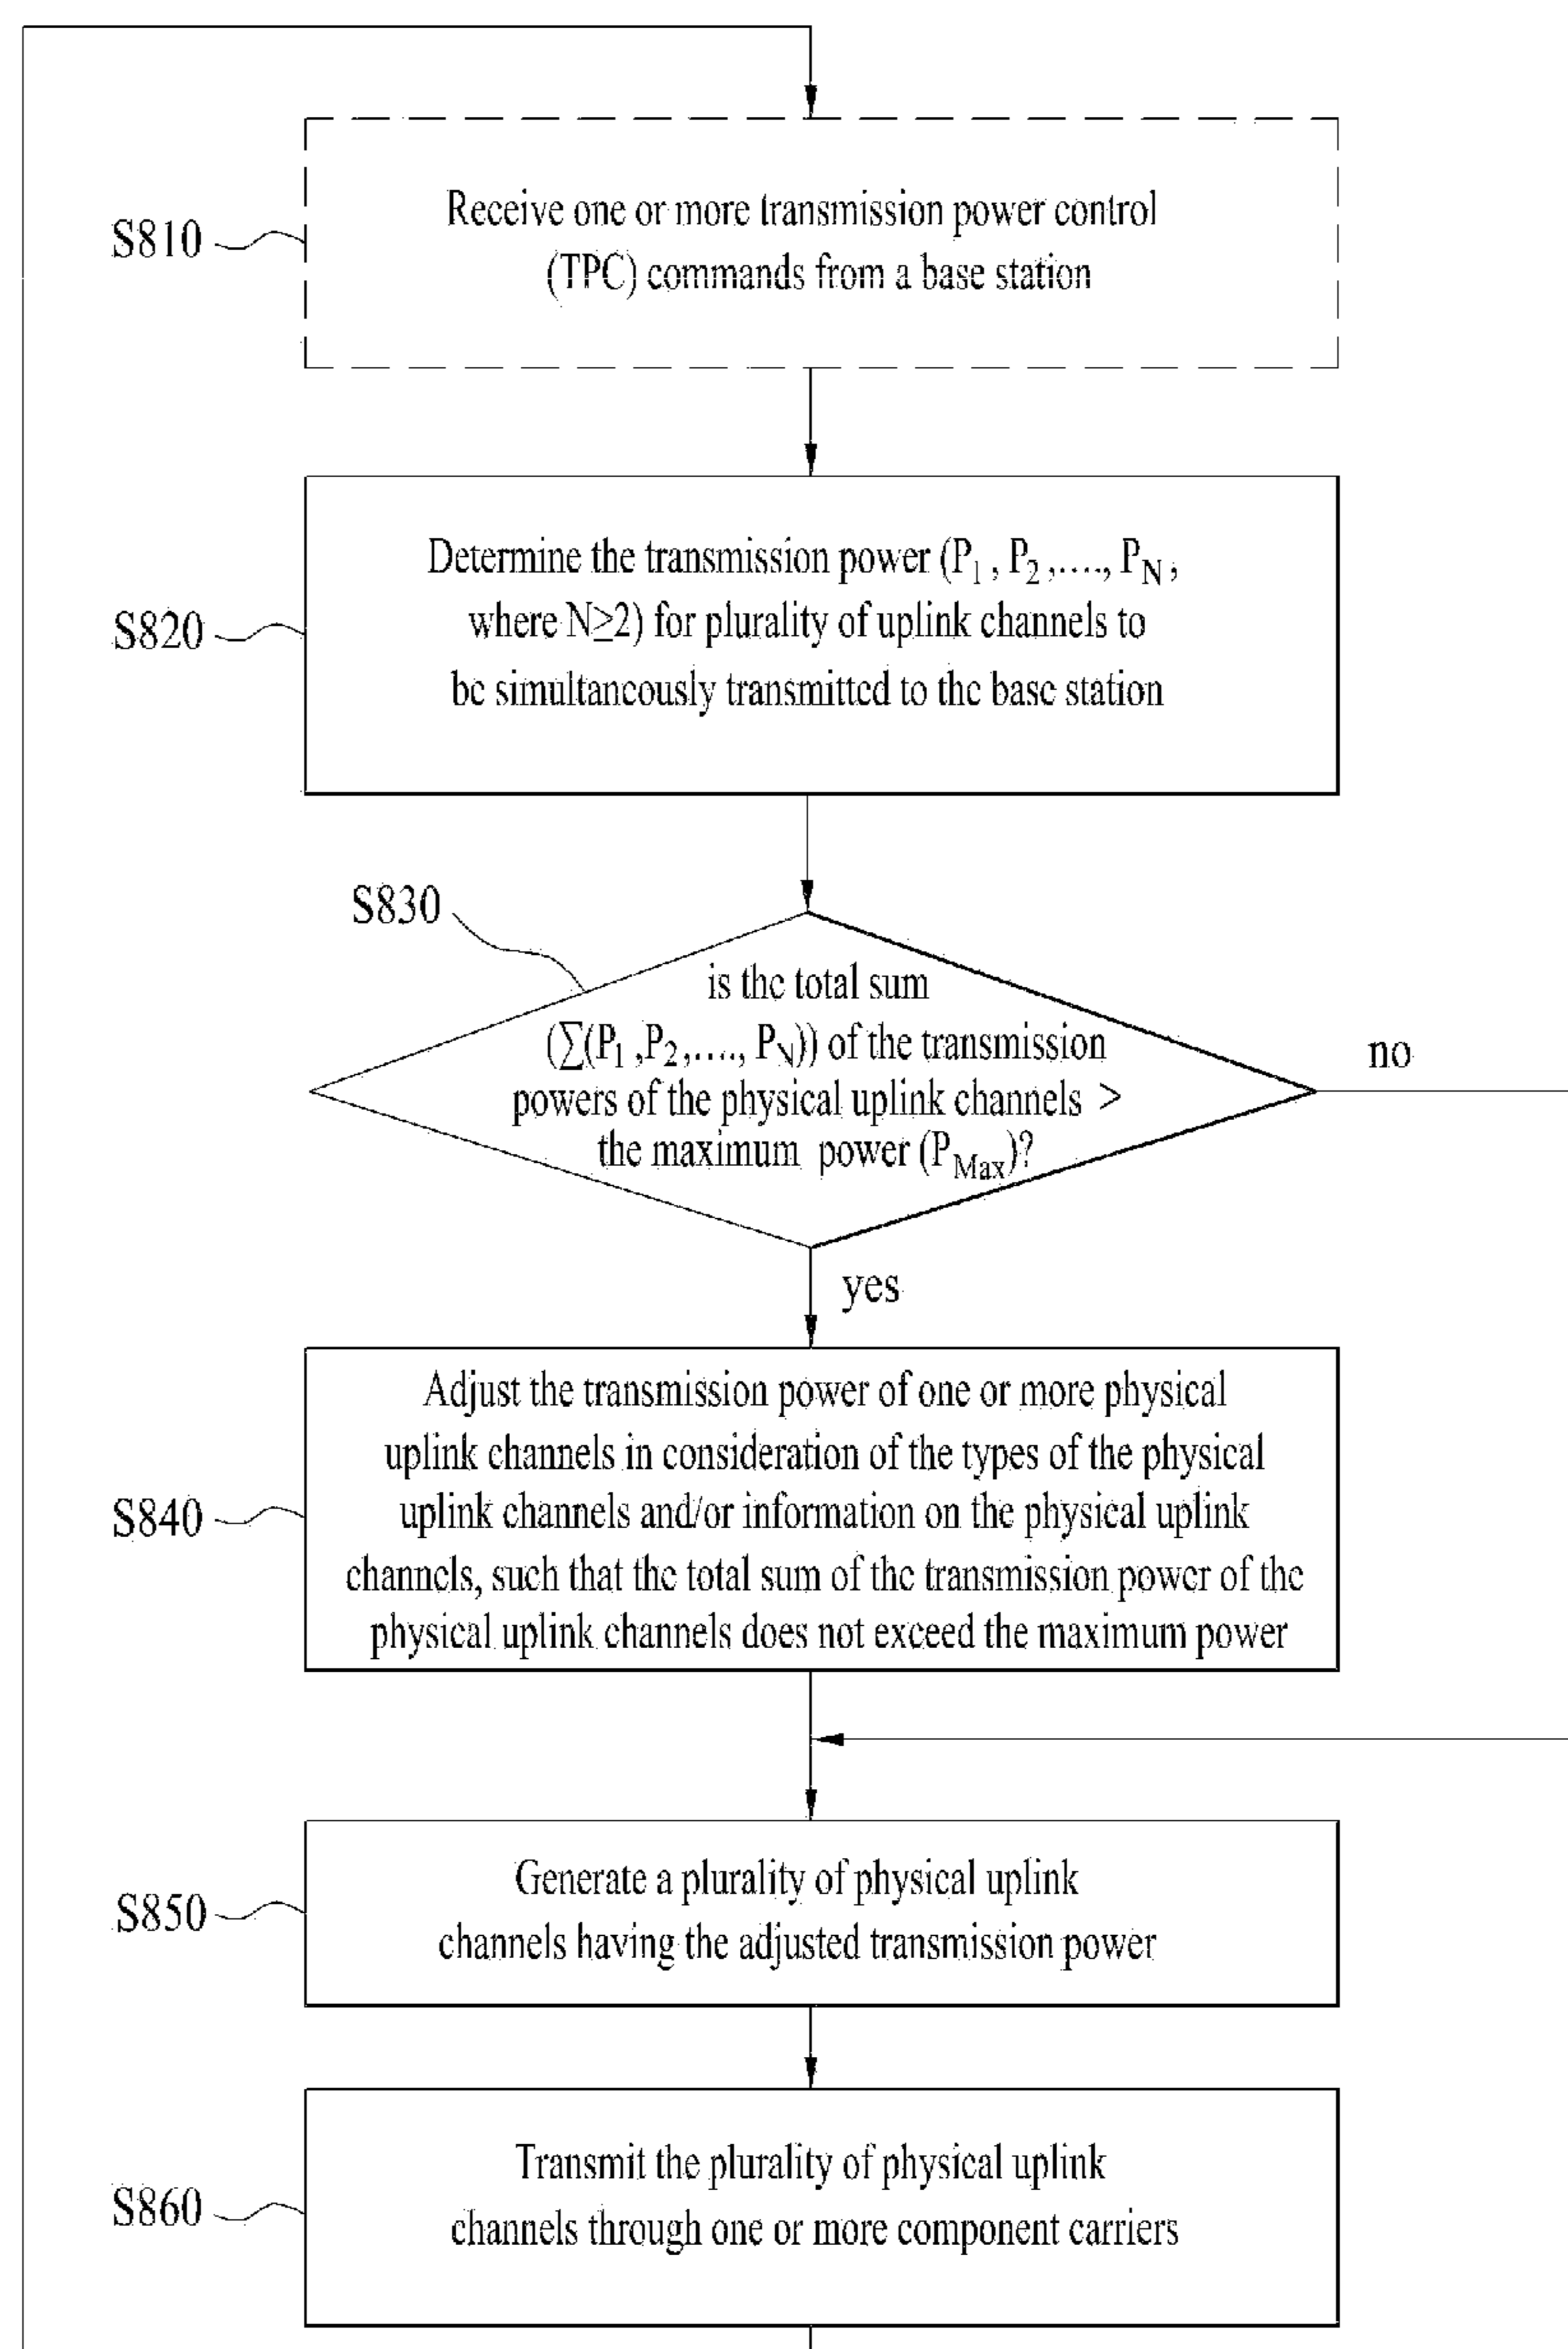 S810
Receive one or more transmission power control
(TPC) commands from a base station
S820
Determine the transmission power (P1 , P2 ,...., PN ,
where N≥2) for plurality of uplink channels to
be simultaneously transmitted to the base station
S830
is the total sum
(∑(P1 ,P2 ,...., PN)) of the transmission
powers of the physical uplink channels >
the maximum power (PMax)?
no
yes
S840
Adjust the transmission power of one or more physical
uplink channels in consideration of the types of the physical
uplink channels and/or information on the physical uplink
channels, such that the total sum of the transmission power of the
physical uplink channels does not exceed the maximum power
S850
Generate a plurality of physical uplink
channels having the adjusted transmission power
S860
Transmit the plurality of physical uplink
channels through one or more component carriers